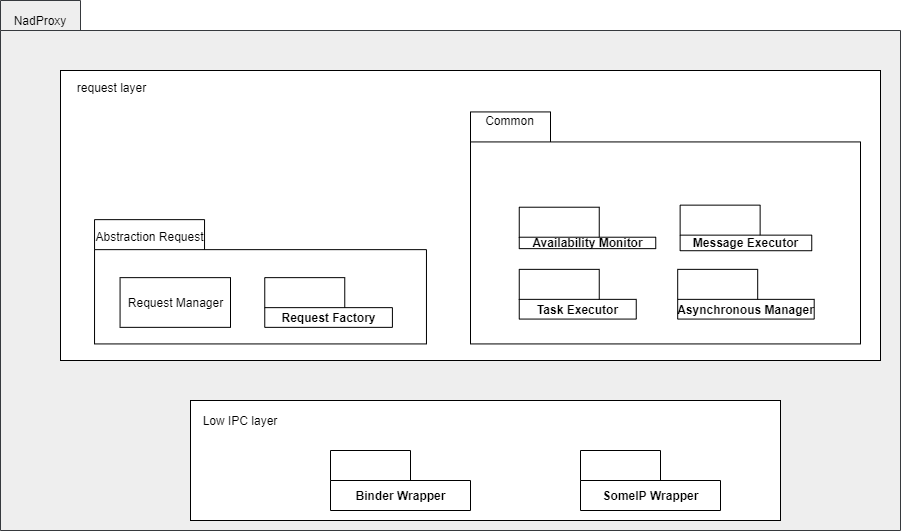 NadProxy
request layer
Common
Availability Monitor
Message Executor
Abstraction Request
Request Manager
Request Factory
Task Executor
Asynchronous Manager
Low IPC layer
Binder Wrapper
SomeIP Wrapper